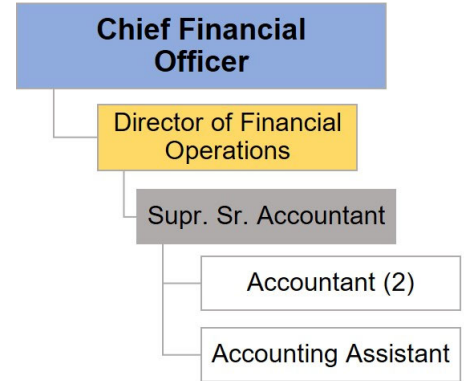 Chief Financial
Officer
Director of Financial
Operations
Supr. Sr. Accountant
Accountant (2)
Accounting Assistant